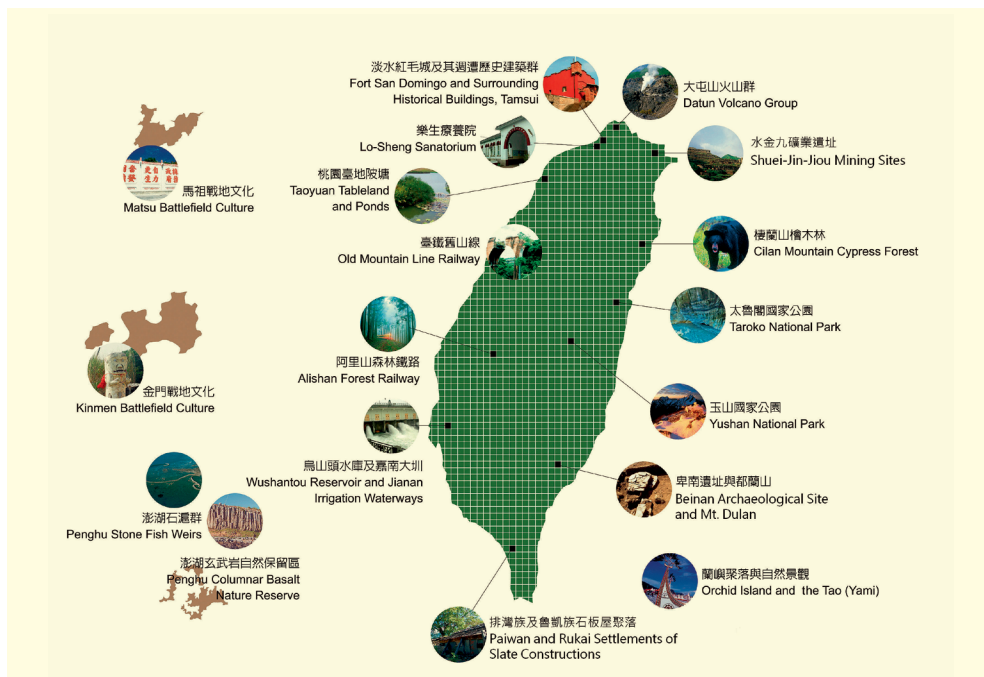 淡水紅毛城及其週遭歷史建築群
Fort San Domingo and Surrounding
Historical Buildings, Tamsui
大屯山火山群
Datun Volcano Group
樂生療養院
Lo-Sheng Sanatorium
水金九礦業遺址
Shuei-Jin-Jiou Mining Sites
桃園臺地陂塘
Taoyuan Tableland
and Ponds
馬祖戰地文化
Matsu Battlefield Culture
臺鐵舊山線
Old Mountain Line Railway
棲蘭山檜木林
Cilan Mountain Cypress Forest
太魯閣國家公園
Taroko National Park
阿里山森林鐵路
Alishan Forest Railway
金門戰地文化
Kinmen Battlefield Culture
玉山國家公園
Yushan National Park
烏山頭水庫及嘉南大圳
Wushantou Reservoir and Jianan
Irrigation Waterways
卑南遺址與都蘭山
Beinan Archaeological Site
and Mt. Dulan
澎湖石滬群
Penghu Stone Fish Weirs
澎湖玄武岩自然保留區
Penghu Columnar Basalt
Nature Reserve
蘭嶼聚落與自然景觀
Orchid Island and the Tao (Yami)
排灣族及魯凱族石板屋聚落
Paiwan and Rukai Settlements of
Slate Constructions